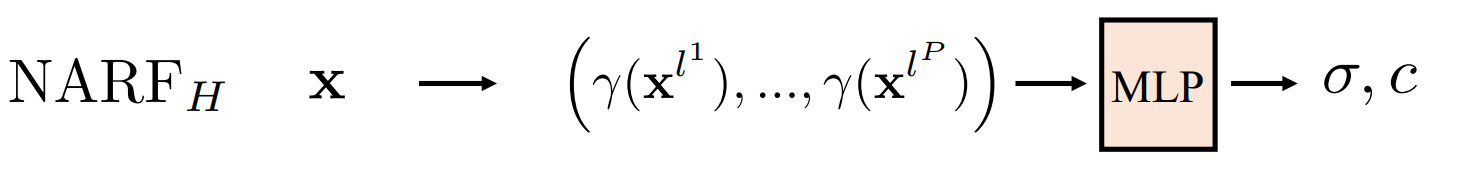 NARF_H x → (γ(x^{l^1}), ..., γ(x^{l^P})) → MLP → σ, c